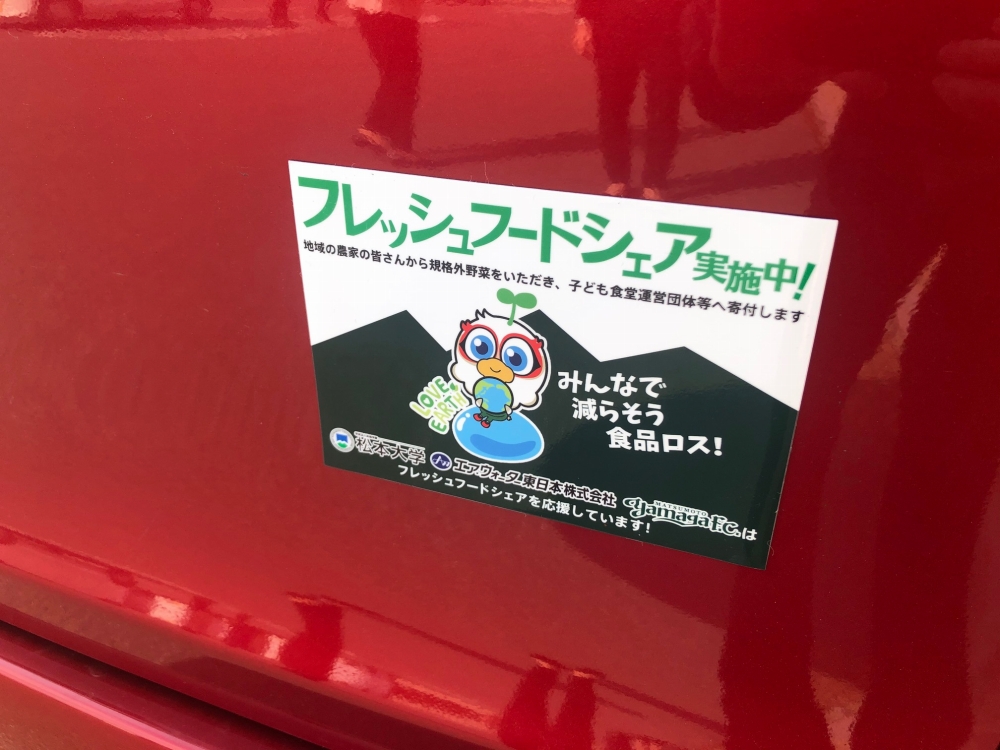 フレッシュフードシェア実施中!
地域の農家の皆さんから規格外野菜をいただき、子ども食堂運営団体等へ寄付します
LOVE
EARTH
みんなで
減らそう
食品ロス!
松本大学 エア・ウォーター東日本株式会社 MATSUMOTO yamaga F.C.は
フレッシュフードシェアを応援しています!